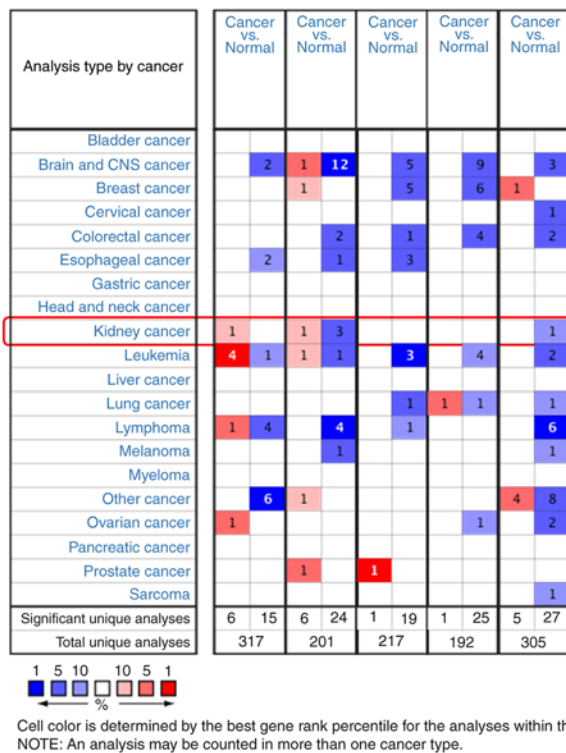 Analysis type by cancer
Cancer vs. Normal Cancer vs. Normal Cancer vs. Normal Cancer vs. Normal Cancer vs. Normal
Bladder cancer
Brain and CNS cancer 2 1 12 5 9 3
Breast cancer 1 5 6 1
Cervical cancer 1
Colorectal cancer 2 1 4 2
Esophageal cancer 2 1 3
Gastric cancer
Head and neck cancer
Kidney cancer 1 1 3 1
Leukemia 4 1 1 1 3 4 2
Liver cancer
Lung cancer 1 1 1 1
Lymphoma 1 4 4 1 6
Melanoma 1 1
Myeloma
Other cancer 6 1 4 8
Ovarian cancer 1 1 2
Pancreatic cancer
Prostate cancer 1 1
Sarcoma 1
Significant unique analyses 6 15 6 24 1 19 1 25 5 27
Total unique analyses 317 201 217 192 305
1 5 10 10 5 1
%
Cell color is determined by the best gene rank percentile for the analyses within
NOTE: An analysis may be counted in more than one cancer type.